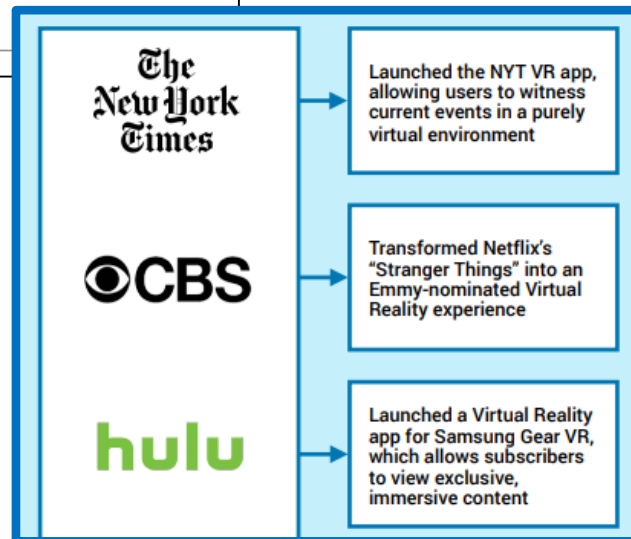 The
New York
Times
Launched the NYT VR app,
allowing users to witness
current events in a purely
virtual environment
CBS
Transformed Netflix's
“Stranger Things” into an
Emmy-nominated Virtual
Reality experience
hulu
Launched a Virtual Reality
app for Samsung Gear VR,
which allows subscribers
to view exclusive,
immersive content